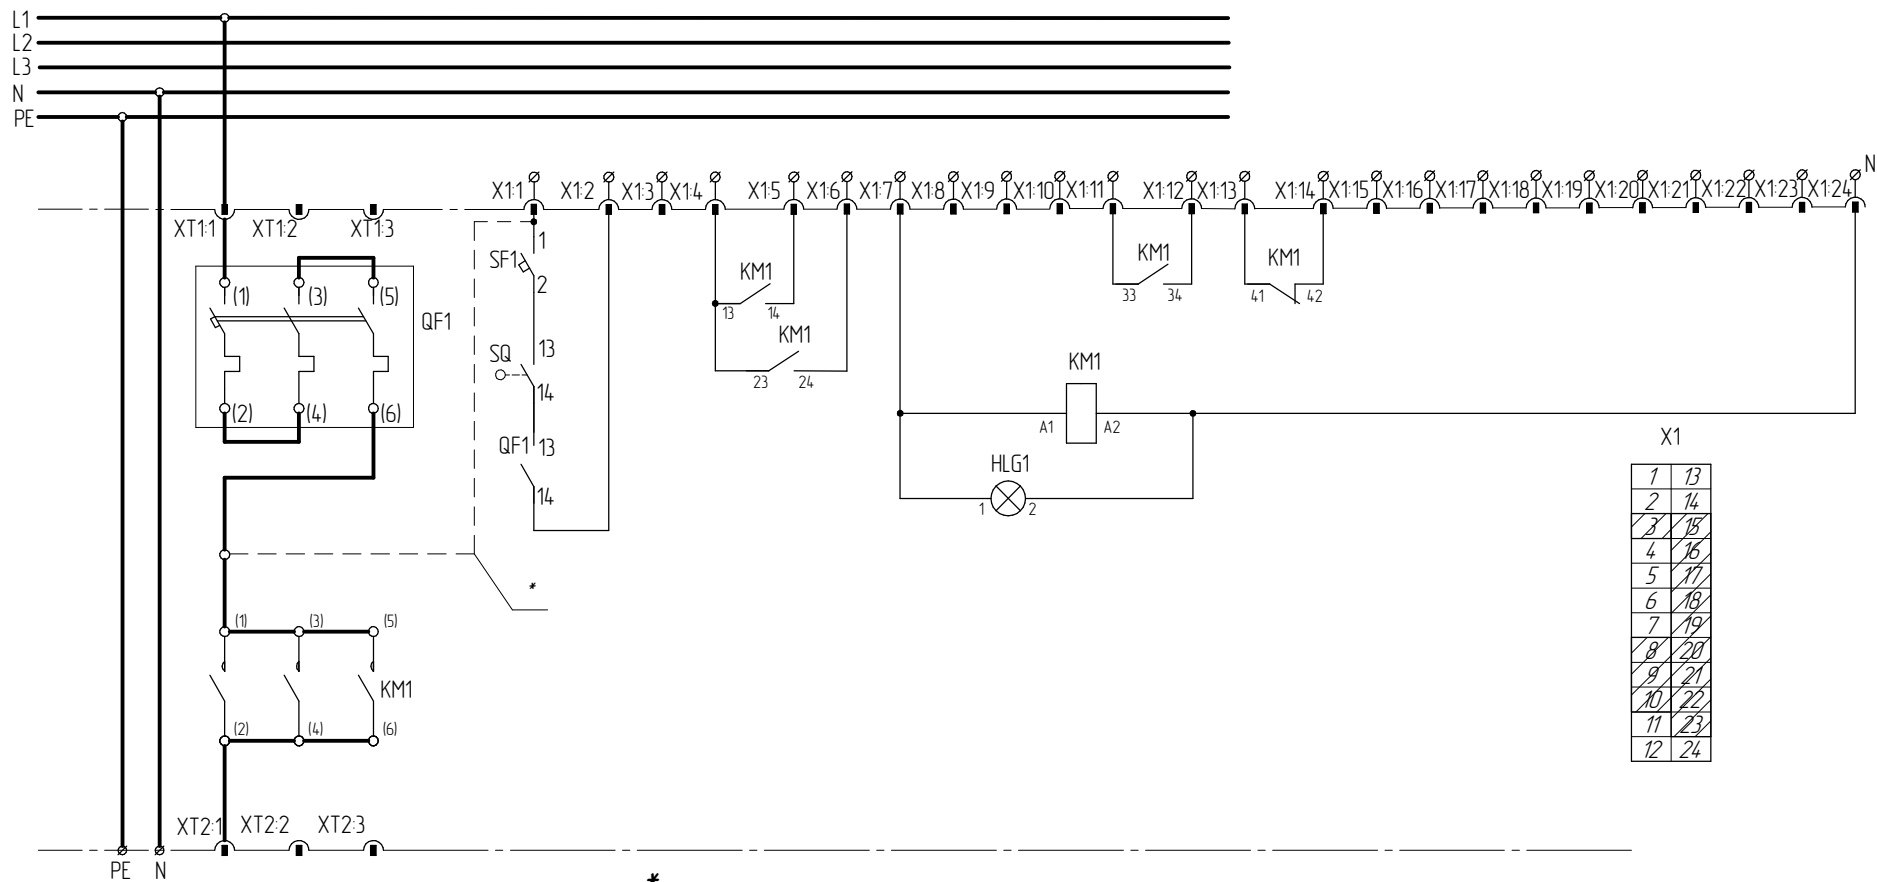 L1
L2
L3
N
PE
N
X1:1 X1:2 X1:3 X1:4 X1:5 X1:6 X1:7 X1:8 X1:9 X1:10 X1:11 X1:12 X1:13 X1:14 X1:15 X1:16 X1:17 X1:18 X1:19 X1:20 X1:21 X1:22 X1:23 X1:24
XT1:1 XT1:2 XT1:3
(1) (3) (5)
QF1
(2) (4) (6)
1
SF1
2
13
SQ
14
QF1 13
14
*
KM1
13 14
KM1
23 24
KM1
33 34
KM1
41 42
KM1
A1 A2
HLG1
1 2
(1) (3) (5)
KM1
(2) (4) (6)
X1
1 13
2 14
3 15
4 16
5 17
6 18
7 19
8 20
9 21
10 22
11 23
12 24
XT2:1 XT2:2 XT2:3
PE N
*